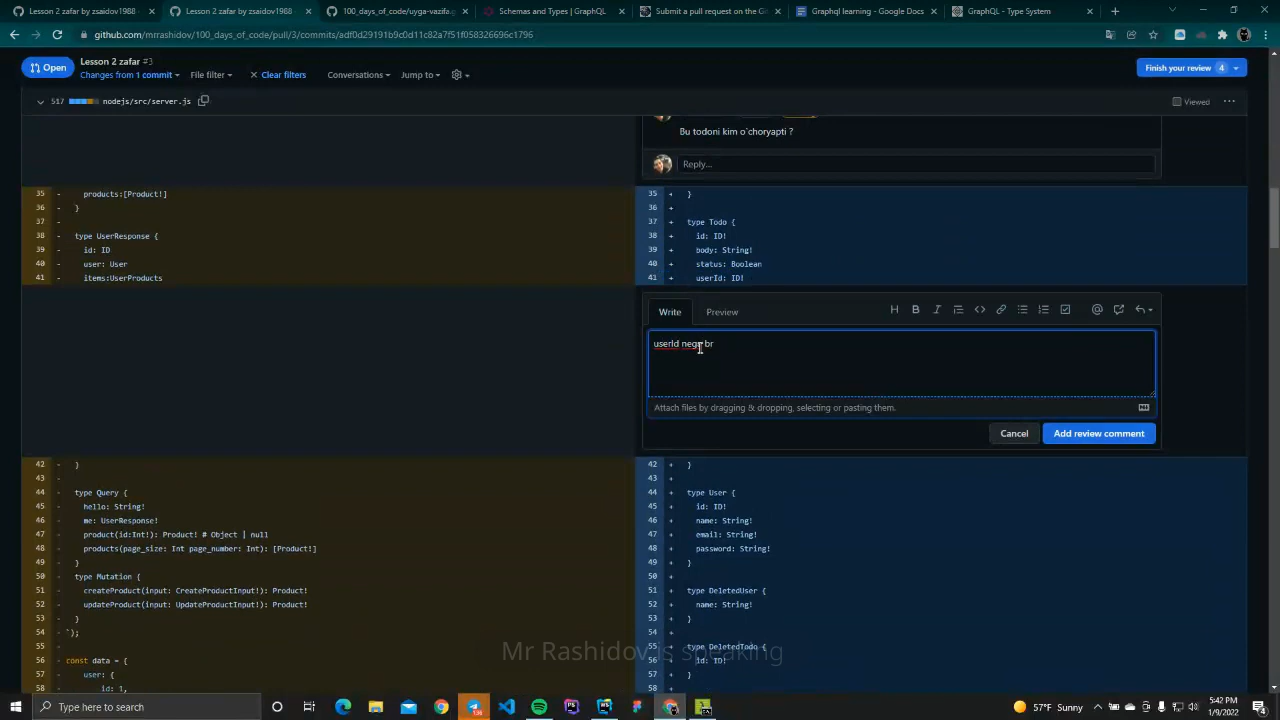 Lesson 2 zafar by zsaidov1988
Lesson 2 zafar by zsaidov1988
100_days_of_code/uyga-vazifa.g
Schemas and Types | GraphQL
Submit a pull request on the Gi
Graphql learning - Google Docs
GraphQL - Type System
github.com/mrrashidov/100_days_of_code/pull/3/commits/adf0d29191b9c0d11c82a7f51f058326696c1796
Open
Lesson 2 zafar #3
Changes from 1 commit
File filter
Clear filters
Conversations
Jump to
Finish your review 4
517 nodejs/src/server.js
Viewed
Bu todoni kim o`choryapti ?
Reply...
35 - products:[Product!]
36 - }
37 -
38 - type UserResponse {
39 - id: ID
40 - user: User
41 - items:UserProducts
35 + }
36 +
37 + type Todo {
38 + id: ID!
39 + body: String!
40 + status: Boolean
41 + userId: ID!
Write
Preview
userId nega br
Attach files by dragging & dropping, selecting or pasting them.
Cancel
Add review comment
42 - }
43 -
44 - type Query {
45 - hello: String!
46 - me: UserResponse!
47 - product(id:Int!): Product! # Object | null
48 - products(page_size: Int page_number: Int): [Product!]
49 - }
50 - type Mutation {
51 - createProduct(input: CreateProductInput!): Product!
52 - updateProduct(input: UpdateProductInput!): Product!
53 - }
54 - `);
55 -
56 - const data = {
57 - user: {
58 - id: 1,
42 + }
43 +
44 + type User {
45 + id: ID!
46 + name: String!
47 + email: String!
48 + password: String!
49 + }
50 +
51 + type DeletedUser {
52 + name: String!
53 + }
54 +
55 + type DeletedTodo {
56 + id: ID!
57 + }
58 +
Mr Rashidov is speaking
Type here to search
57°F Sunny
5:42 PM
1/9/2022